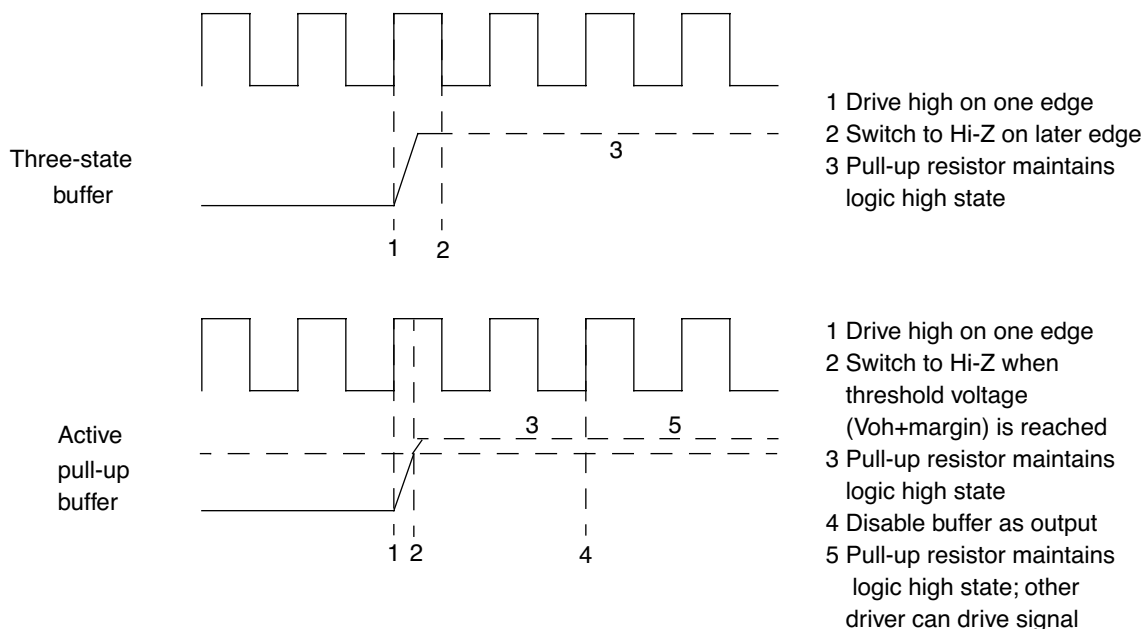 Three-state
buffer
3
1 2
1 Drive high on one edge
2 Switch to Hi-Z on later edge
3 Pull-up resistor maintains
logic high state
Active
pull-up
buffer
3 5
1 2 4
1 Drive high on one edge
2 Switch to Hi-Z when
threshold voltage
(Voh+margin) is reached
3 Pull-up resistor maintains
logic high state
4 Disable buffer as output
5 Pull-up resistor maintains
logic high state; other
driver can drive signal